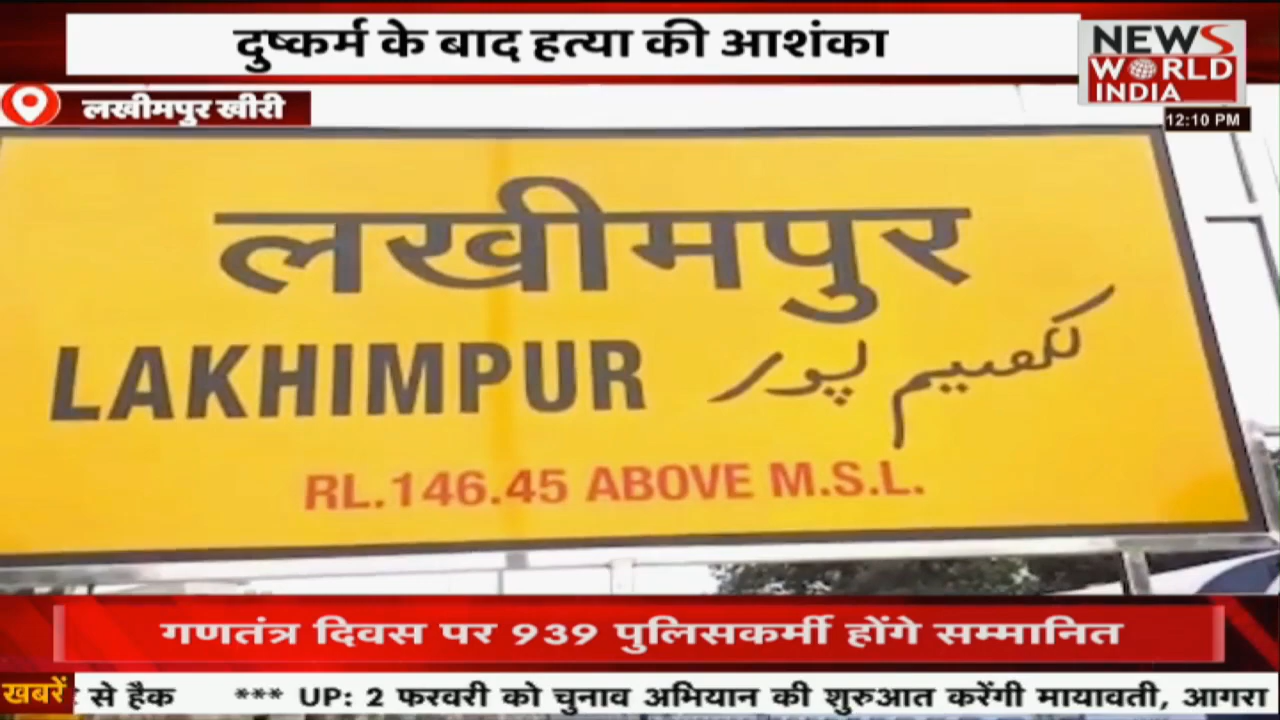 दुष्कर्म के बाद हत्या की आशंका
NEWS
WORLD
INDIA
लखीमपुर खीरी
12:10 PM
लखीमपुर
LAKHIMPUR لکھیم پور
RL.146.45 ABOVE M.S.L.
गणतंत्र दिवस पर 939 पुलिसकर्मी होंगे सम्मानित
खबरें से हैक *** UP: 2 फरवरी को चुनाव अभियान की शुरुआत करेंगी मायावती, आगरा